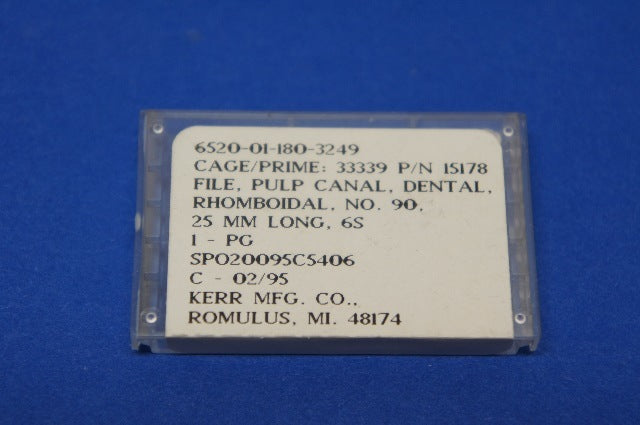 6520-01-180-3249
CAGE/PRIME: 33339 P/N 15178
FILE, PULP CANAL, DENTAL,
RHOMBOIDAL, NO. 90,
25 MM LONG, 6S
1 - PG
SPO20095C5406
C - 02/95
KERR MFG. CO.,
ROMULUS, MI. 48174